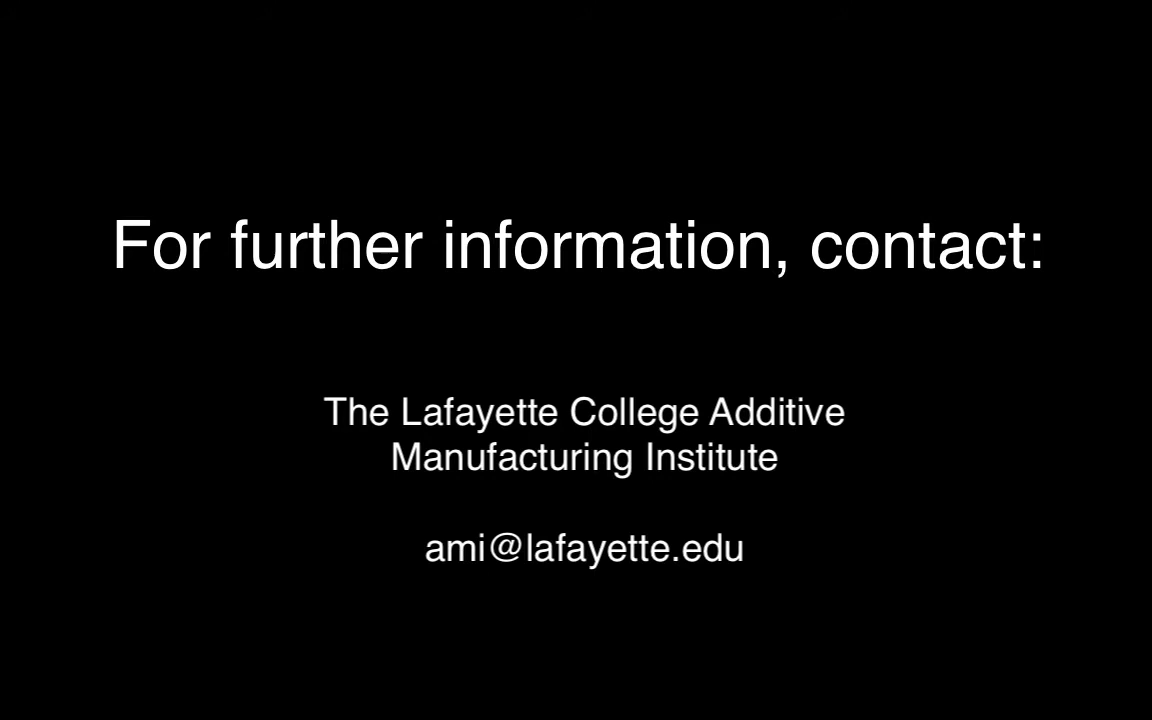 For further information, contact:
The Lafayette College Additive
Manufacturing Institute
ami@lafayette.edu